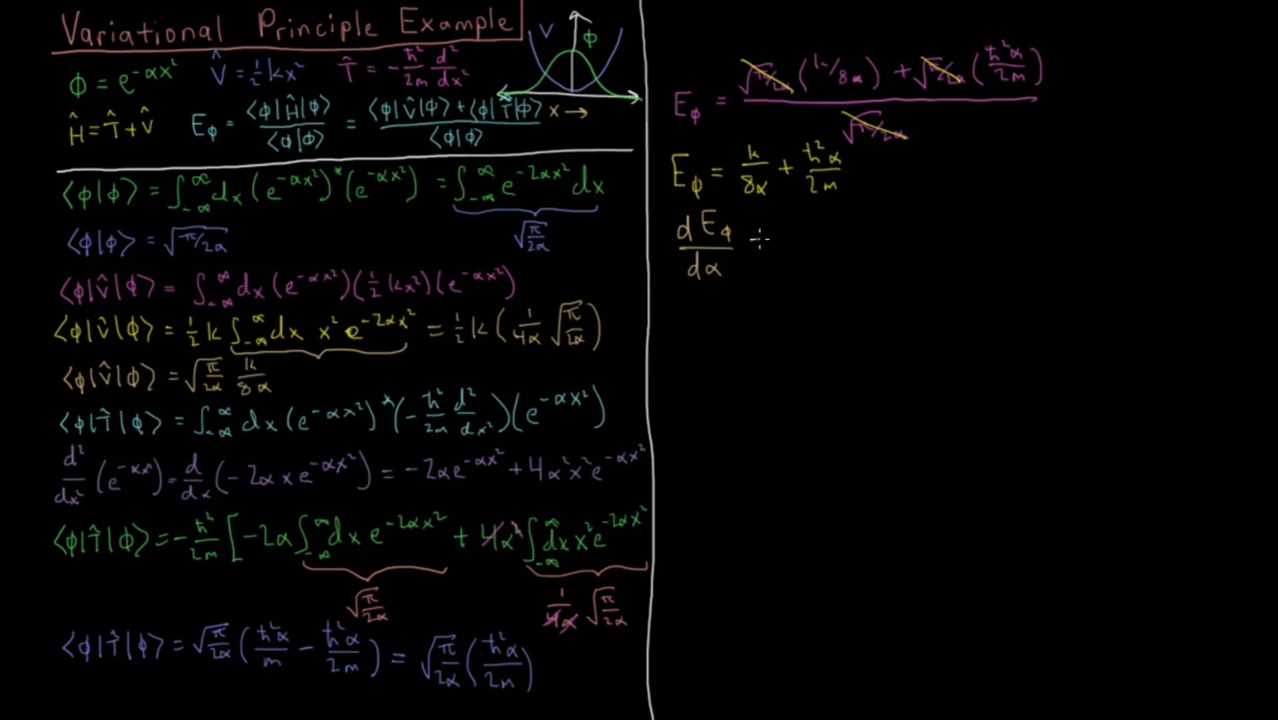 Variational Principle Example
V φ
φ = e^{-αx²} V̂ = ½kx² T̂ = -ħ²/2m d²/dx²
Ĥ = T̂ + V̂ E_φ = ⟨φ|Ĥ|φ⟩/⟨φ|φ⟩ = (⟨φ|V̂|φ⟩ + ⟨φ|T̂|φ⟩)/⟨φ|φ⟩ x →
⟨φ|φ⟩ = ∫_{-∞}^{∞} dx (e^{-αx²})* (e^{-αx²}) = ∫_{-∞}^{∞} e^{-2αx²} dx
⟨φ|φ⟩ = √(π/2α) √(π/2α)
⟨φ|V̂|φ⟩ = ∫_{-∞}^{∞} dx (e^{-αx²})(½kx²)(e^{-αx²})
⟨φ|V̂|φ⟩ = ½k ∫_{-∞}^{∞} dx x² e^{-2αx²} = ½k (1/4α √(π/2α))
⟨φ|V̂|φ⟩ = √(π/2α) k/8α
⟨φ|T̂|φ⟩ = ∫_{-∞}^{∞} dx (e^{-αx²})* (-ħ²/2m d²/dx²)(e^{-αx²})
d²/dx² (e^{-αx²}) = d/dx (-2αx e^{-αx²}) = -2αe^{-αx²} + 4α²x²e^{-αx²}
⟨φ|T̂|φ⟩ = -ħ²/2m [-2α ∫_{-∞}^{∞} dx e^{-2αx²} + 4α² ∫_{-∞}^{∞} dx x² e^{-2αx²}
√(π/2α) 1/4α √(π/2α)
⟨φ|T̂|φ⟩ = √(π/2α) (ħ²α/m - ħ²α/2m) = √(π/2α) (ħ²α/2m)
E_φ = (√(π/2α) (k/8α) + √(π/2α) (ħ²α/2m))/√(π/2α)
E_φ = k/8α + ħ²α/2m
dE_φ/dα